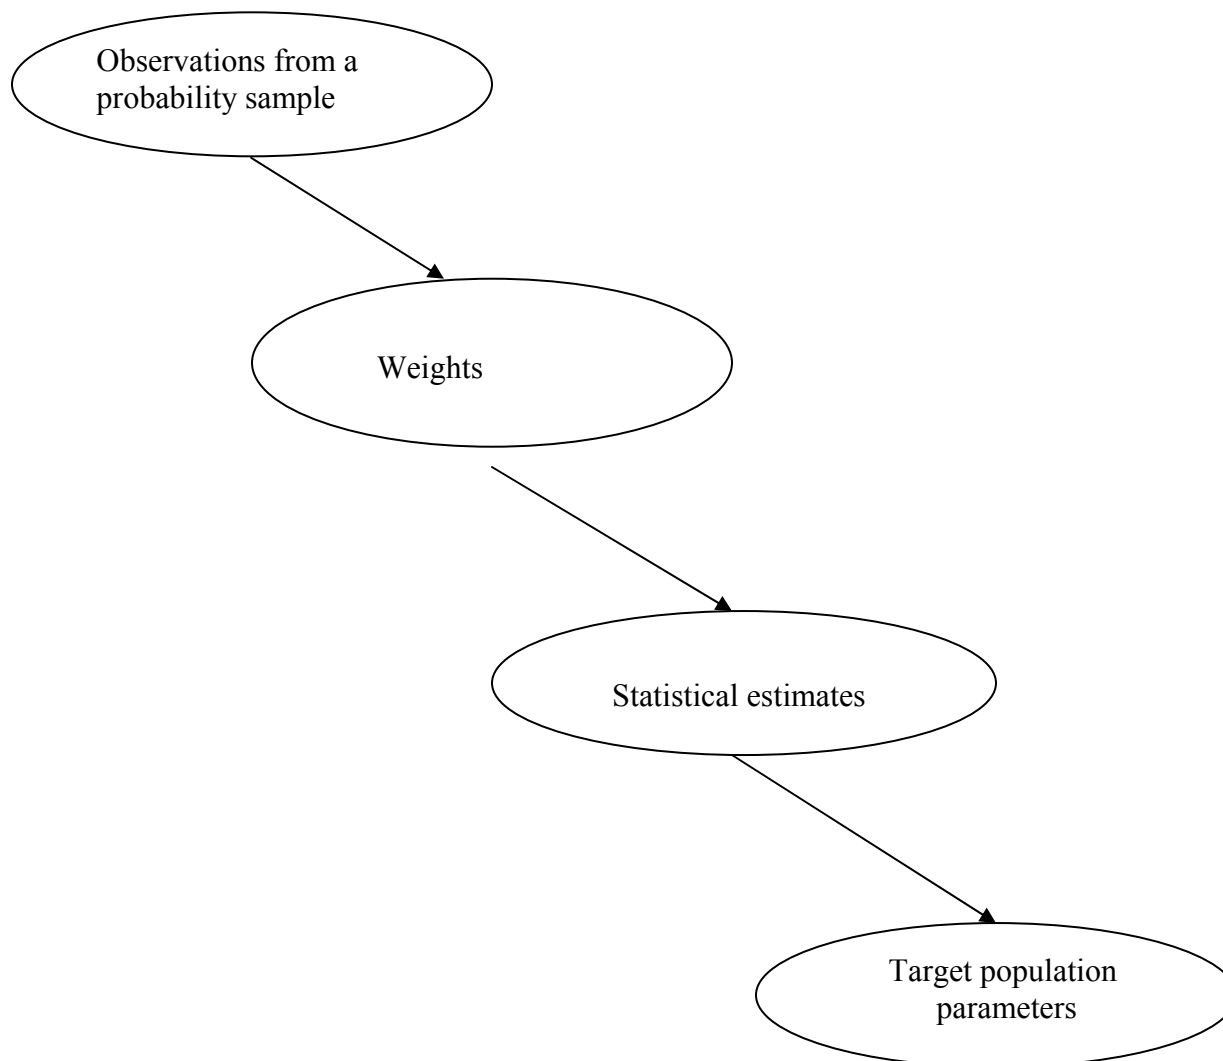 Observations from a
probability sample
Weights
Statistical estimates
Target population
parameters